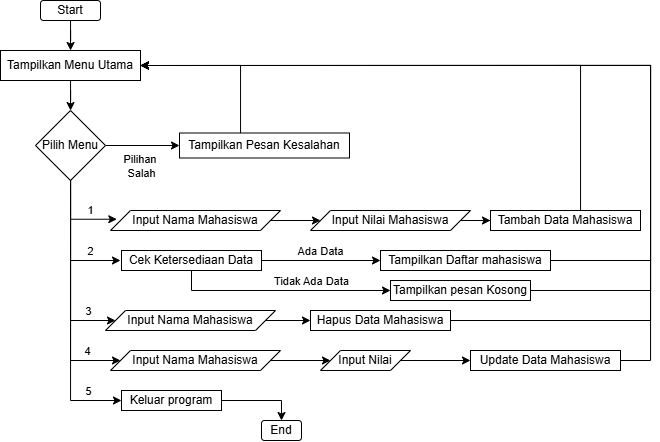 Start
Tampilkan Menu Utama
Pilih Menu
Pilihan
Salah
Tampilkan Pesan Kesalahan
1
Input Nama Mahasiswa
Input Nilai Mahasiswa
Tambah Data Mahasiswa
2
Cek Ketersediaan Data
Ada Data
Tampilkan Daftar mahasiswa
Tidak Ada Data
Tampilkan pesan Kosong
3
Input Nama Mahasiswa
Hapus Data Mahasiswa
4
Input Nama Mahasiswa
Input Nilai
Update Data Mahasiswa
5
Keluar program
End